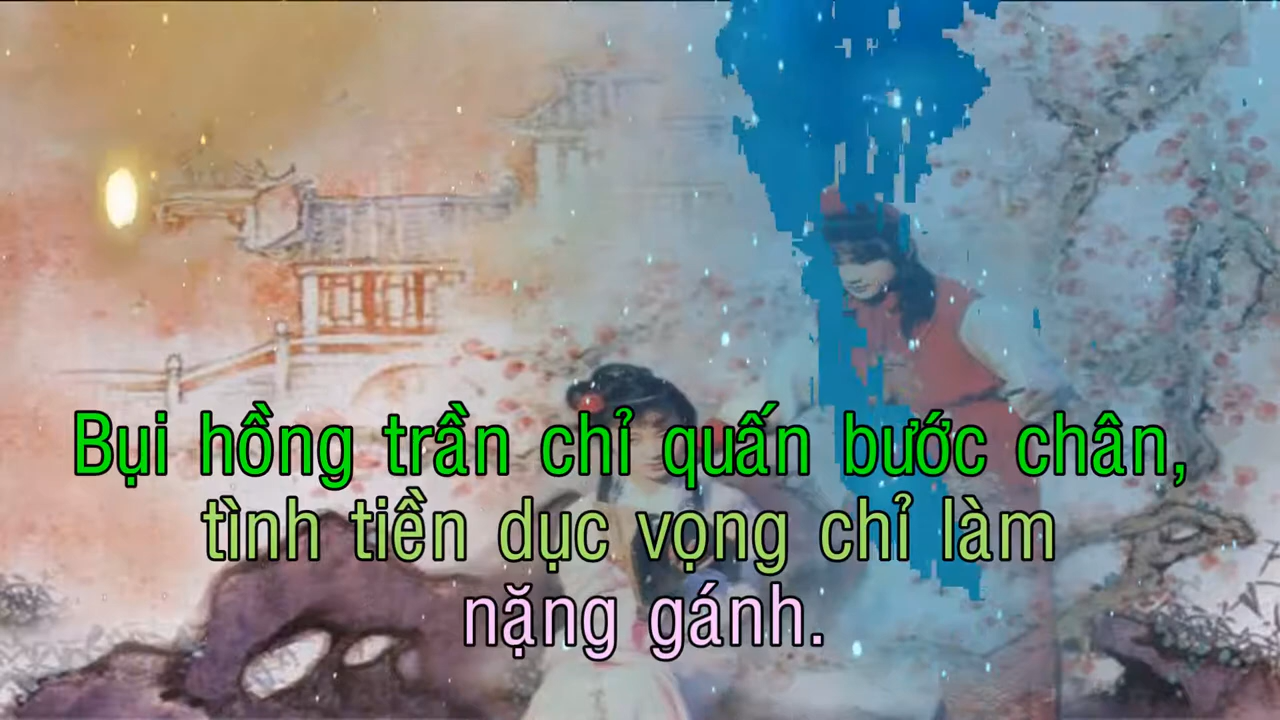 Bụi hồng trần chỉ quấn bước chân,
tình tiền dục vọng chỉ làm
nặng gánh.